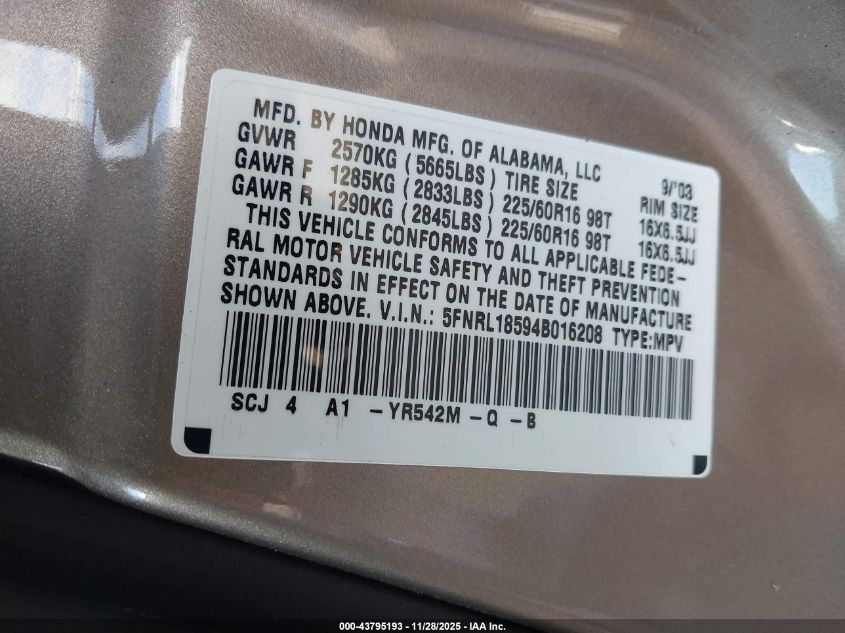 MFD. BY HONDA MFG. OF ALABAMA, LLC 9/'03
GVWR 2570KG (5665LBS) TIRE SIZE RIM SIZE
GAWR F 1285KG (2833LBS) 225/60R16 98T 16X6.5JJ
GAWR R 1290KG (2845LBS) 225/60R16 98T 16X6.5JJ
THIS VEHICLE CONFORMS TO ALL APPLICABLE FEDE-
RAL MOTOR VEHICLE SAFETY AND THEFT PREVENTION
STANDARDS IN EFFECT ON THE DATE OF MANUFACTURE
SHOWN ABOVE. V.I.N.: 5FNRL18594B016208 TYPE:MPV
SCJ 4 A1 -YR542M -Q -B
000-43795193 - 11/28/2025 - IAA Inc.